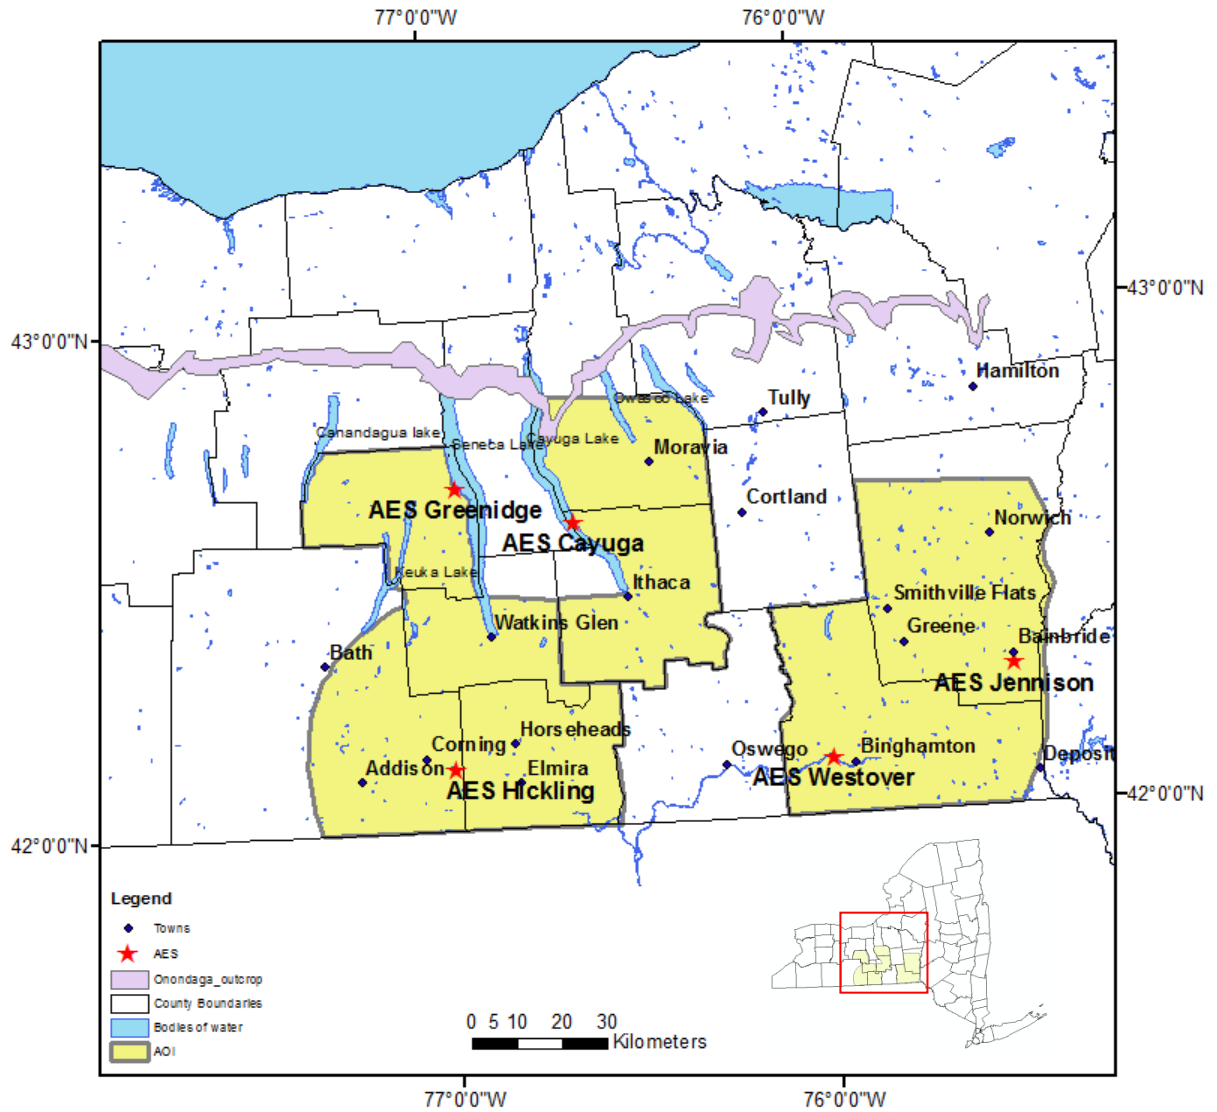 77°0'0"W 76°0'0"W
43°0'0"N
43°0'0"N
Hamilton
Owasco Lake
Tully
Canandagua lake
Seneca Lake
Cayuga Lake
Moravia
Cortland
AES Greenidge
Norwich
AES Cayuga
Keuka Lake
Ithaca
Smithville Flats
Watkins Glen
Greene
Bainbride
Bath
AES Jennison
Horseheads
Corning
Oswego
Binghamton
Deposit
Addison
Elmira
AES Westover
AES Hickling
42°0'0"N
42°0'0"N
Legend
Towns
AES
Onondaga_outcrop
County Boundaries
Bodies of water
AOI
0 5 10 20 30
Kilometers
77°0'0"W 76°0'0"W